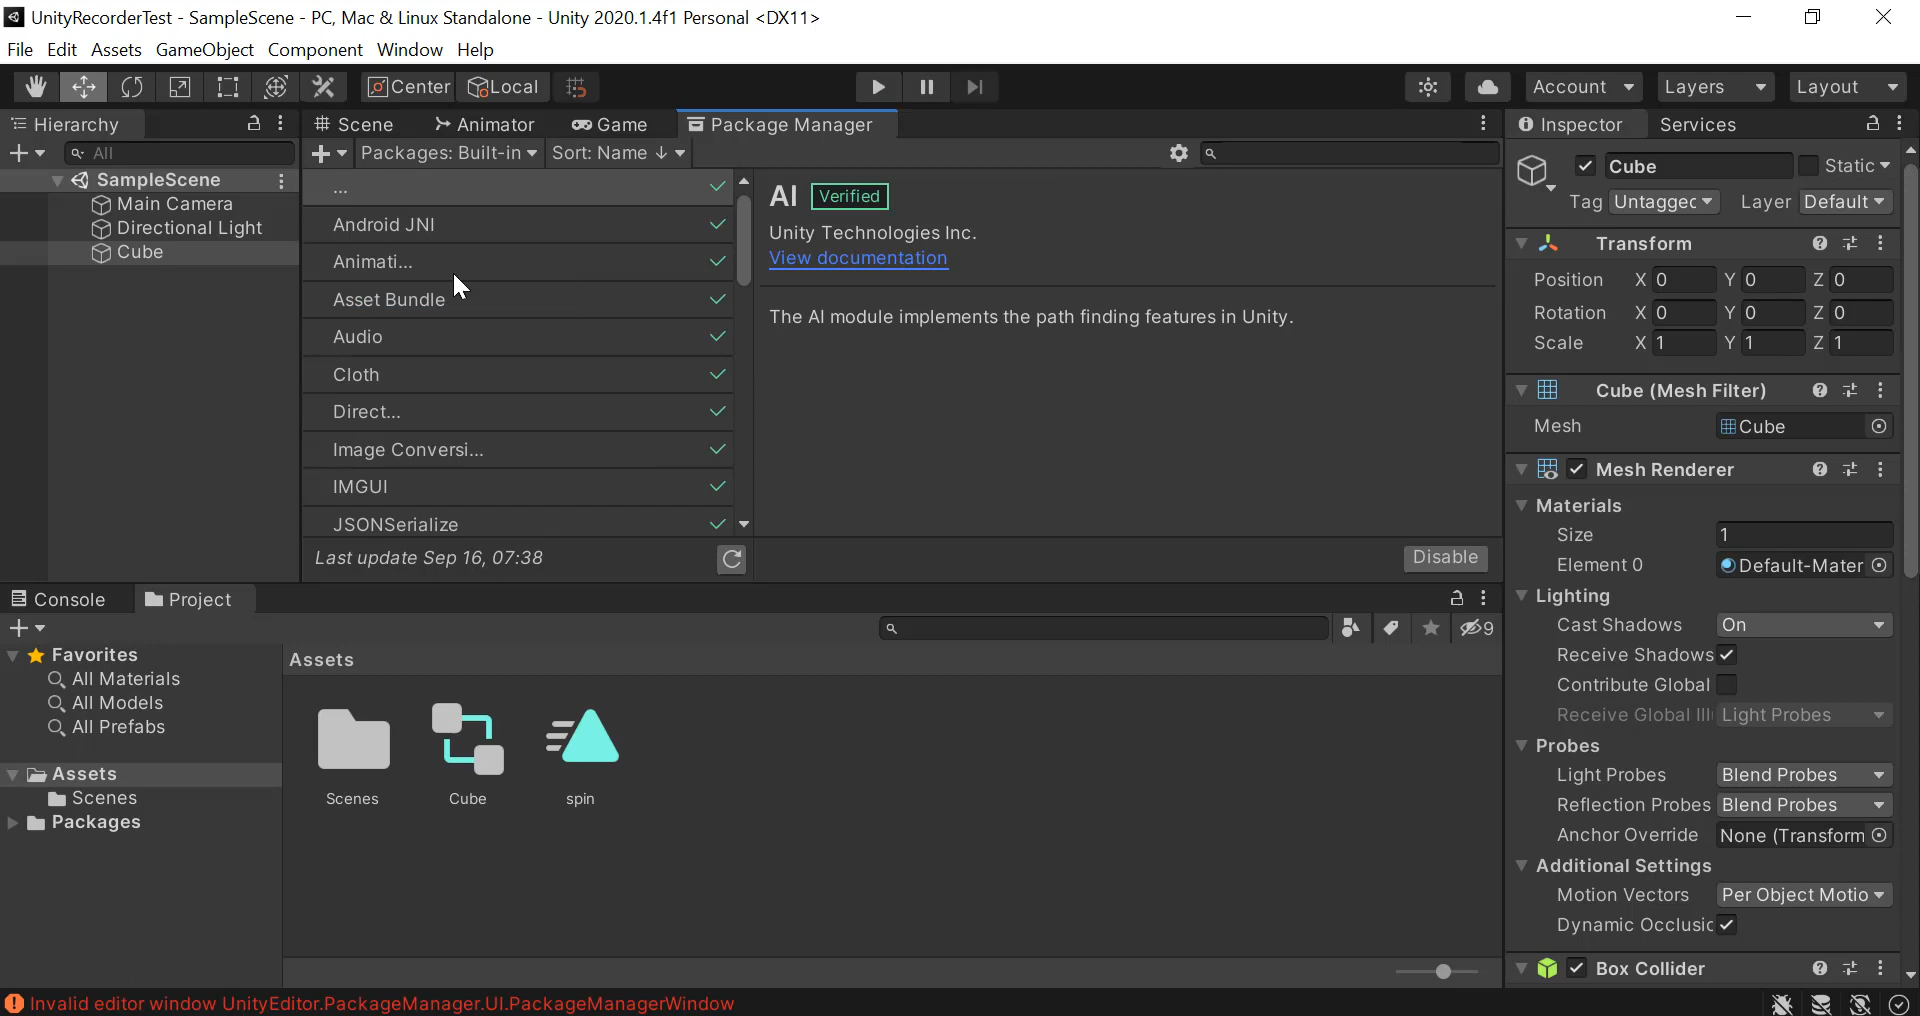 UnityRecorderTest - SampleScene - PC, Mac & Linux Standalone - Unity 2020.1.4f1 Personal <DX11>
File Edit Assets GameObject Component Window Help
Center Local Account Layers Layout
Hierarchy
All
SampleScene
Main Camera
Directional Light
Cube
Scene Animator Game Package Manager
Packages: Built-in Sort: Name ↓
...
Android JNI
Animati...
Asset Bundle
Audio
Cloth
Direct...
Image Conversi...
IMGUI
JSONSerialize
Last update Sep 16, 07:38
AI Verified
Unity Technologies Inc.
View documentation
The AI module implements the path finding features in Unity.
Disable
Console Project
9
Favorites
All Materials
All Models
All Prefabs
Assets
Scenes
Packages
Assets
Scenes Cube spin
Inspector Services
Cube Static
Tag Untaggec Layer Default
Transform
Position X 0 Y 0 Z 0
Rotation X 0 Y 0 Z 0
Scale X 1 Y 1 Z 1
Cube (Mesh Filter)
Mesh Cube
Mesh Renderer
Materials
Size 1
Element 0 Default-Mater
Lighting
Cast Shadows On
Receive Shadows
Contribute Global
Receive Global Ill Light Probes
Probes
Light Probes Blend Probes
Reflection Probes Blend Probes
Anchor Override None (Transform
Additional Settings
Motion Vectors Per Object Motio
Dynamic Occlusic
Box Collider
Invalid editor window UnityEditor.PackageManager.UI.PackageManagerWindow